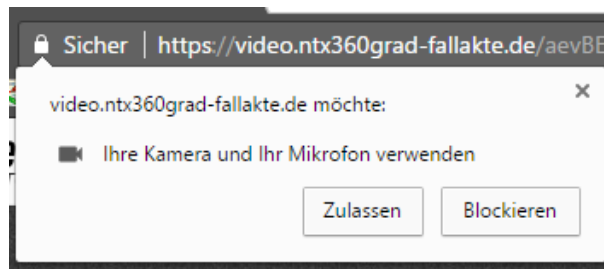 Sicher | https://video.ntx360grad-fallakte.de/aevBE
video.ntx360grad-fallakte.de möchte:
Ihre Kamera und Ihr Mikrofon verwenden
Zulassen
Blockieren